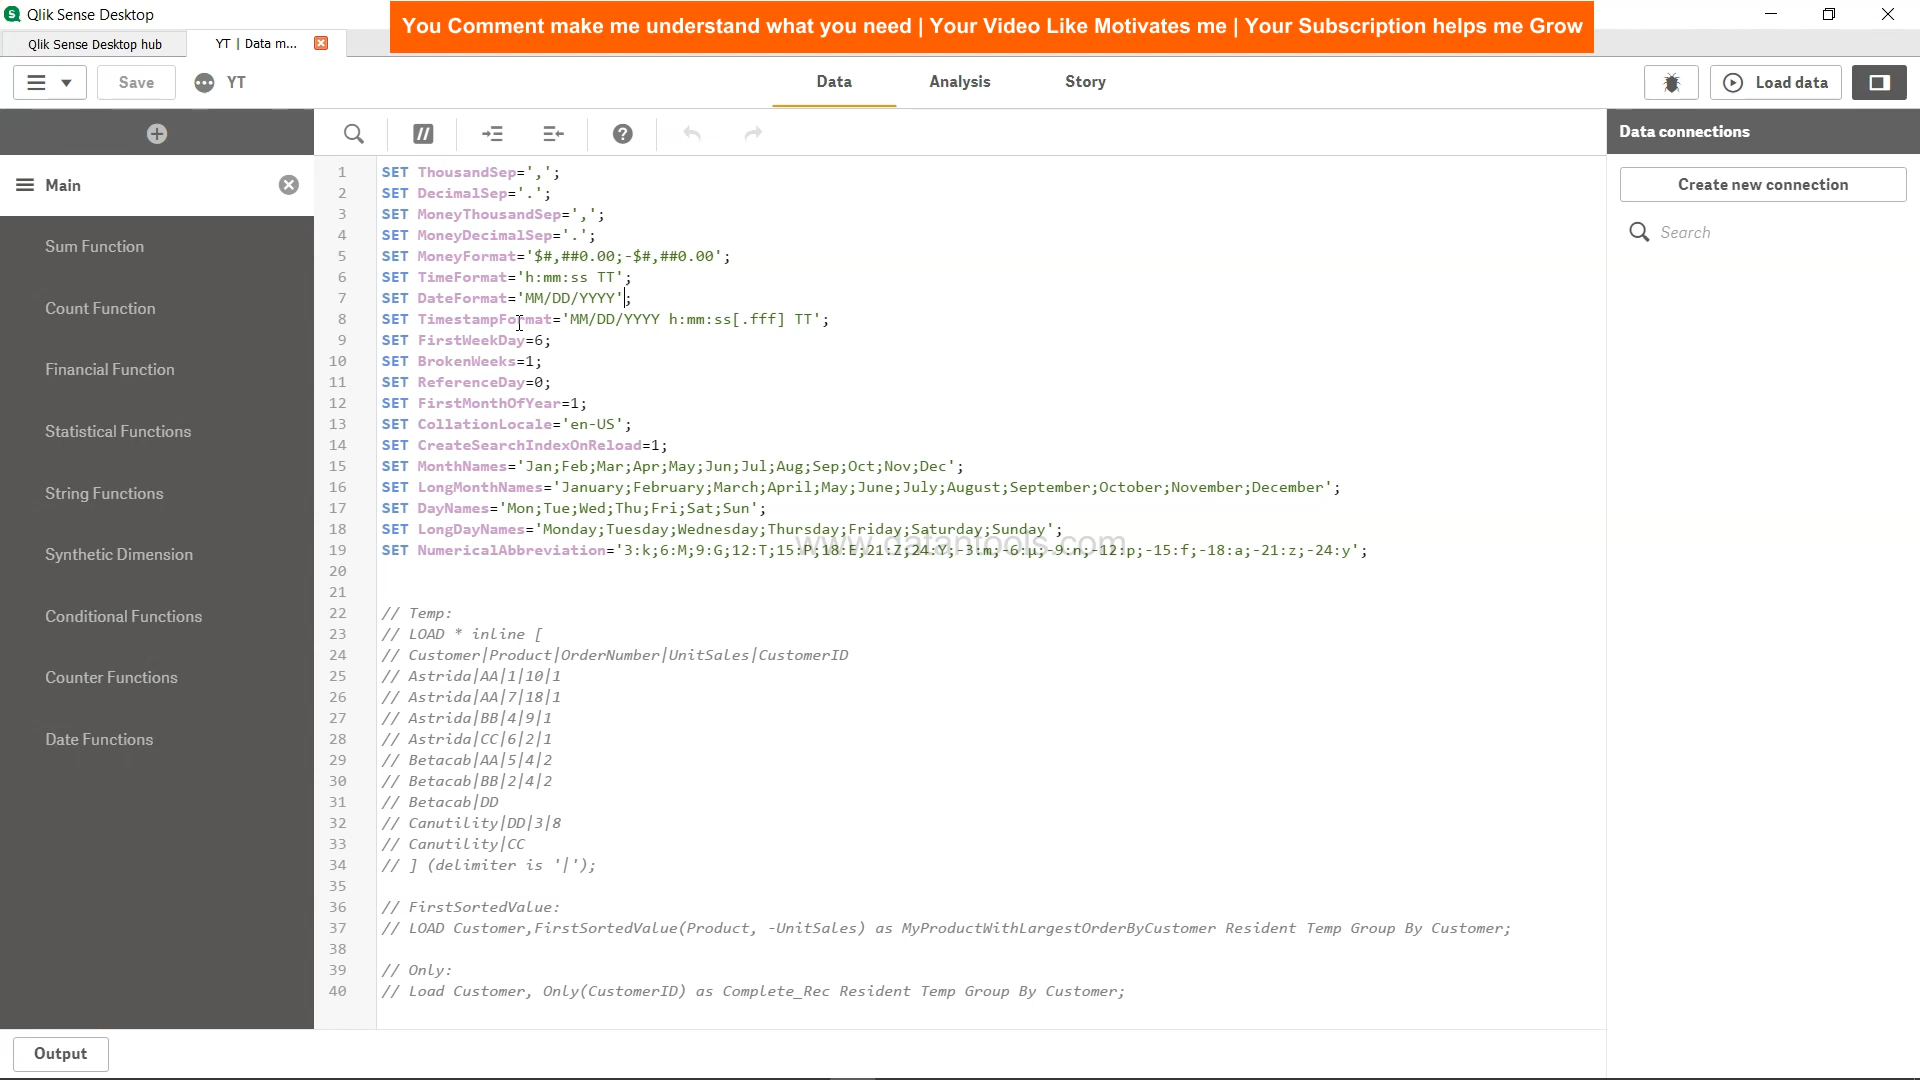 Qlik Sense Desktop
You Comment make me understand what you need | Your Video Like Motivates me | Your Subscription helps me Grow
Qlik Sense Desktop hub
YT | Data m...
Save
YT
Data
Analysis
Story
Load data
Data connections
Create new connection
Search
Main
Sum Function
Count Function
Financial Function
Statistical Functions
String Functions
Synthetic Dimension
Conditional Functions
Counter Functions
Date Functions
1 SET ThousandSep=',';
2 SET DecimalSep='.';
3 SET MoneyThousandSep=',';
4 SET MoneyDecimalSep='.';
5 SET MoneyFormat='$#,##0.00;-$#,##0.00';
6 SET TimeFormat='h:mm:ss TT';
7 SET DateFormat='MM/DD/YYYY';
8 SET TimestampFormat='MM/DD/YYYY h:mm:ss[.fff] TT';
9 SET FirstWeekDay=6;
10 SET BrokenWeeks=1;
11 SET ReferenceDay=0;
12 SET FirstMonthOfYear=1;
13 SET CollationLocale='en-US';
14 SET CreateSearchIndexOnReload=1;
15 SET MonthNames='Jan;Feb;Mar;Apr;May;Jun;Jul;Aug;Sep;Oct;Nov;Dec';
16 SET LongMonthNames='January;February;March;April;May;June;July;August;September;October;November;December';
17 SET DayNames='Mon;Tue;Wed;Thu;Fri;Sat;Sun';
18 SET LongDayNames='Monday;Tuesday;Wednesday;Thursday;Friday;Saturday;Sunday';
19 SET NumericalAbbreviation='3:k;6:M;9:G;12:T;15:P;18:E;21:Z;24:Y;-3:m;-6:μ;-9:n;-12:p;-15:f;-18:a;-21:z;-24:y';
www.datantools.com
20
21
22 // Temp:
23 // LOAD * inline [
24 // Customer|Product|OrderNumber|UnitSales|CustomerID
25 // Astrida|AA|1|10|1
26 // Astrida|AA|7|18|1
27 // Astrida|BB|4|9|1
28 // Astrida|CC|6|2|1
29 // Betacab|AA|5|4|2
30 // Betacab|BB|2|4|2
31 // Betacab|DD
32 // Canutility|DD|3|8
33 // Canutility|CC
34 // ] (delimiter is '|');
35
36 // FirstSortedValue:
37 // LOAD Customer,FirstSortedValue(Product, -UnitSales) as MyProductWithLargestOrderByCustomer Resident Temp Group By Customer;
38
39 // Only:
40 // Load Customer, Only(CustomerID) as Complete_Rec Resident Temp Group By Customer;
Output